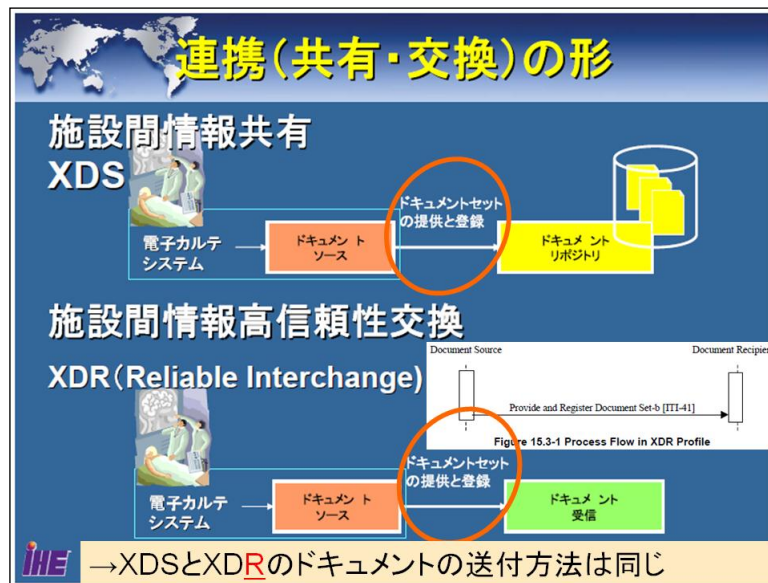 連携(共有・交換)の形
施設間情報共有
XDS
電子カルテ
システム
ドキュメント
ソース
ドキュメントセット
の提供と登録
ドキュメント
リポジトリ
施設間情報高信頼性交換
XDR(Reliable Interchange)
Document Source
Document Recipien
Provide and Register Document Set-b [ITI-41]
Figure 15.3-1 Process Flow in XDR Profile
電子カルテ
システム
ドキュメント
ソース
ドキュメントセット
の提供と登録
ドキュメント
受信
IHE
→XDSとXDRのドキュメントの送付方法は同じ